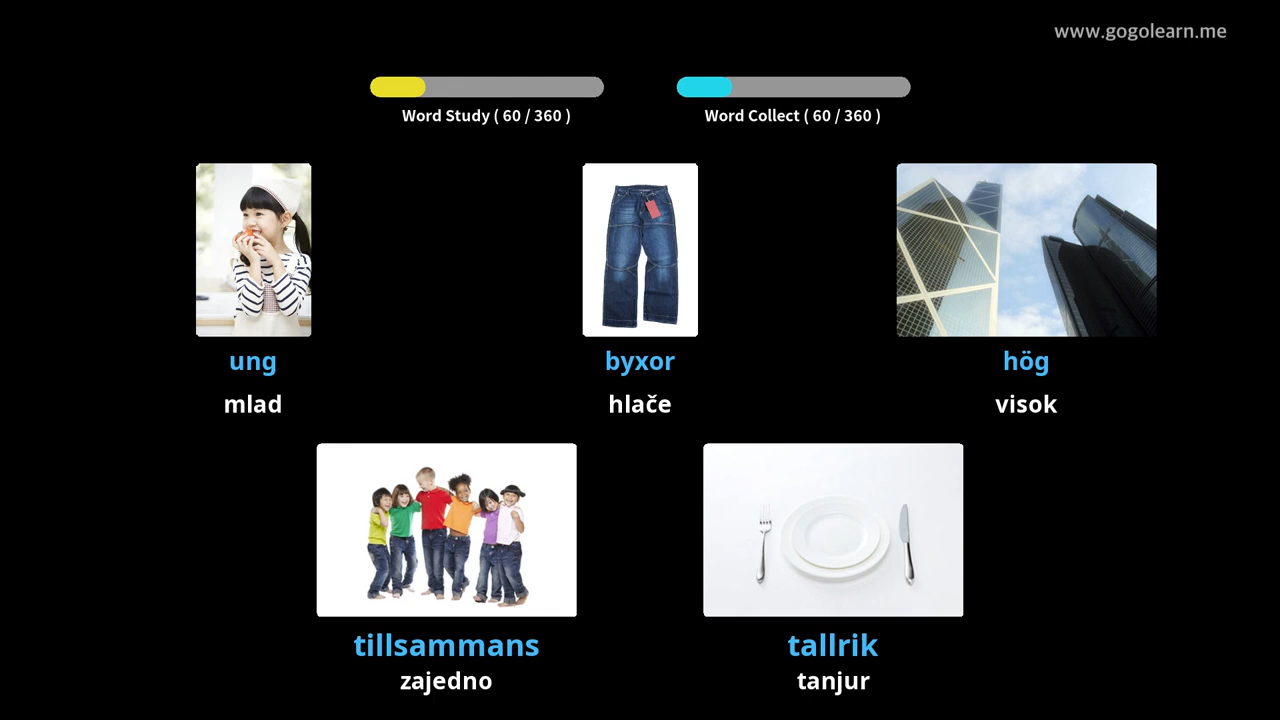 www.gogolearn.me
Word Study ( 60 / 360 )
Word Collect ( 60 / 360 )
ung
byxor
hög
mlad
hlače
visok
tillsammans
tallrik
zajedno
tanjur